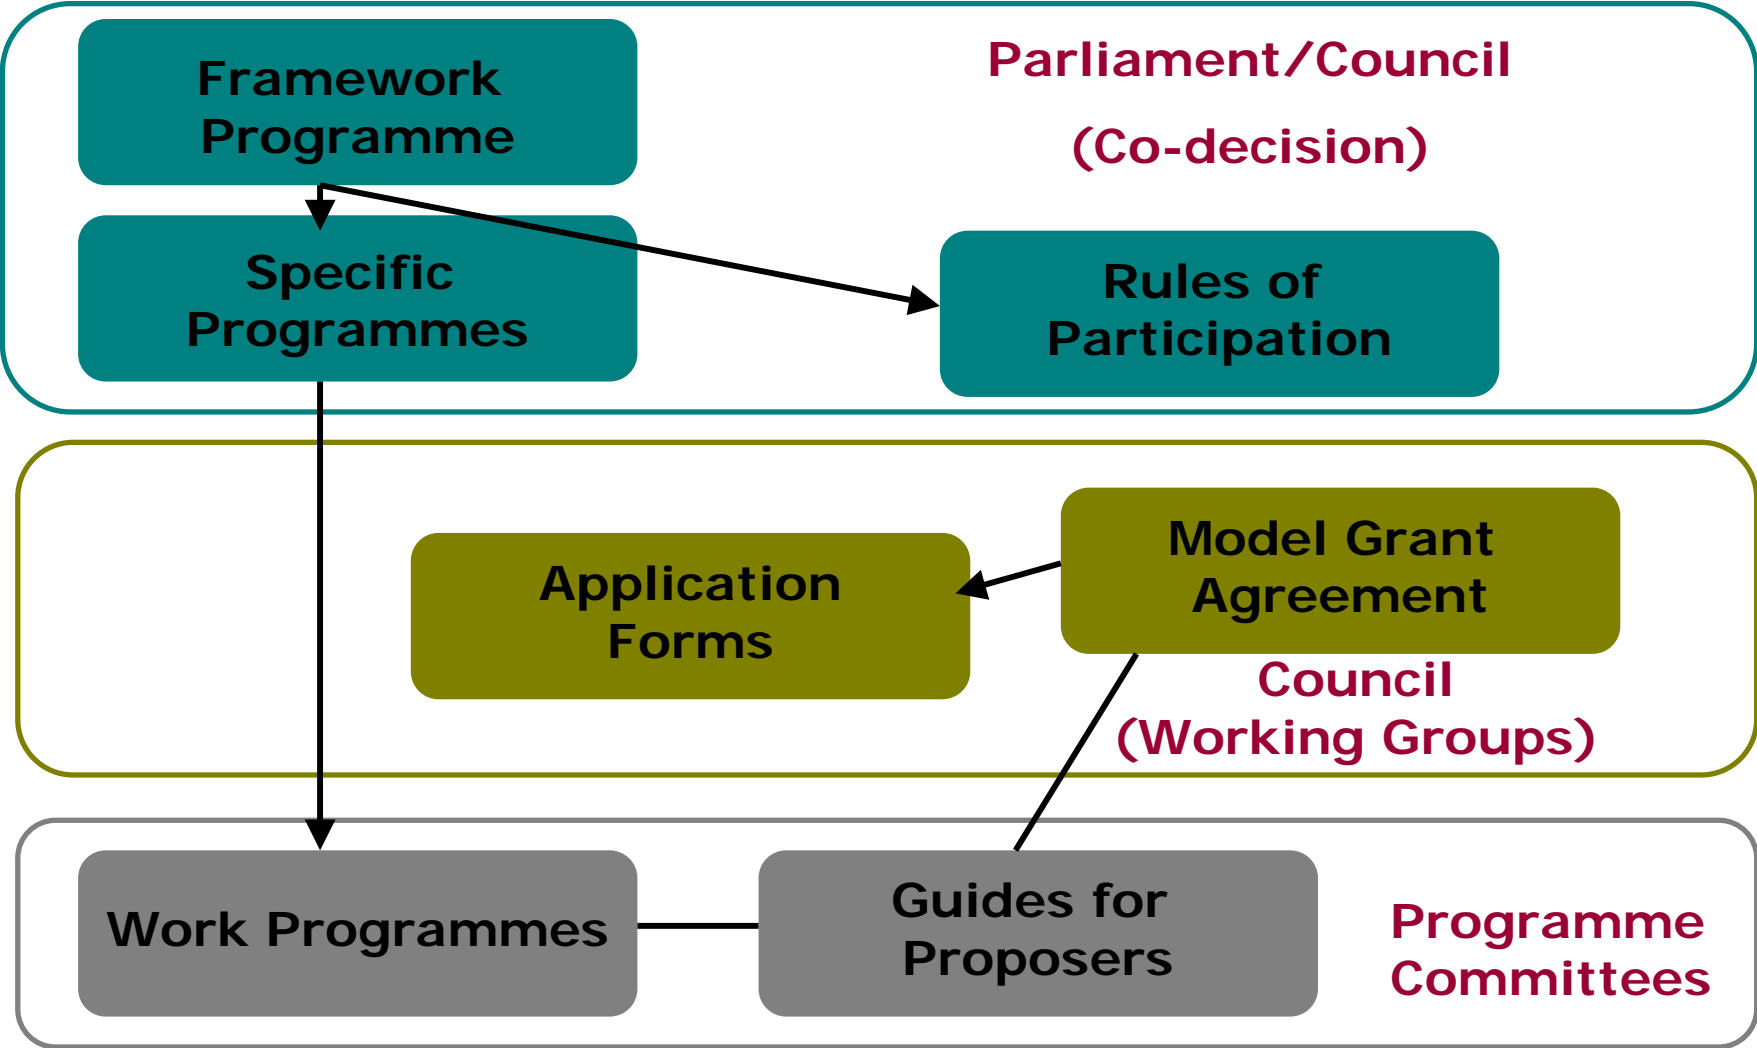 Framework
Programme
Parliament/Council
(Co-decision)
Specific
Programmes
Rules of
Participation
Application
Forms
Model Grant
Agreement
Council
(Working Groups)
Work Programmes
Guides for
Proposers
Programme
Committees